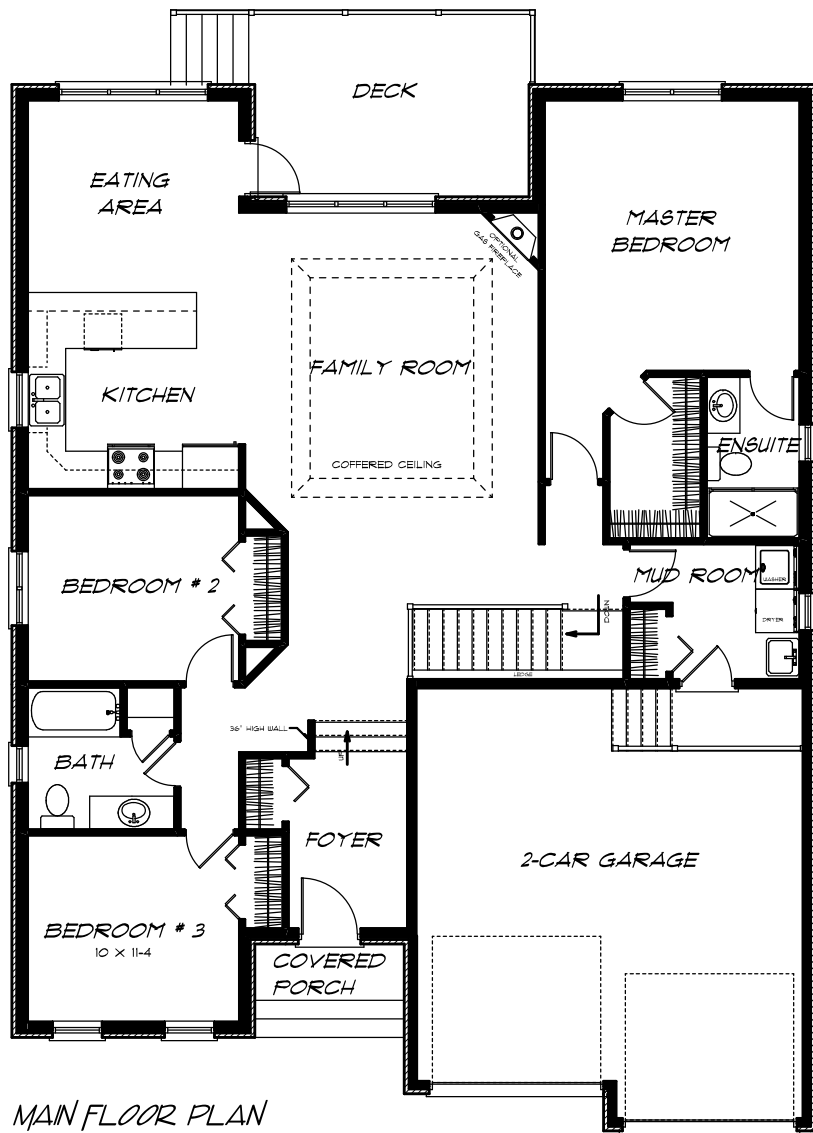 DECK
EATING
AREA
MASTER
BEDROOM
OPTIONAL
GAS FIREPLACE
FAMILY ROOM
KITCHEN
ENSUITE
COFFERED CEILING
BEDROOM # 2
MUD ROOM
WASHER
DRYER
DOWN
LEDGE
36" HIGH WALL
UP
BATH
FOYER
2-CAR GARAGE
BEDROOM # 3
10 X 11-4
COVERED
PORCH
MAIN FLOOR PLAN